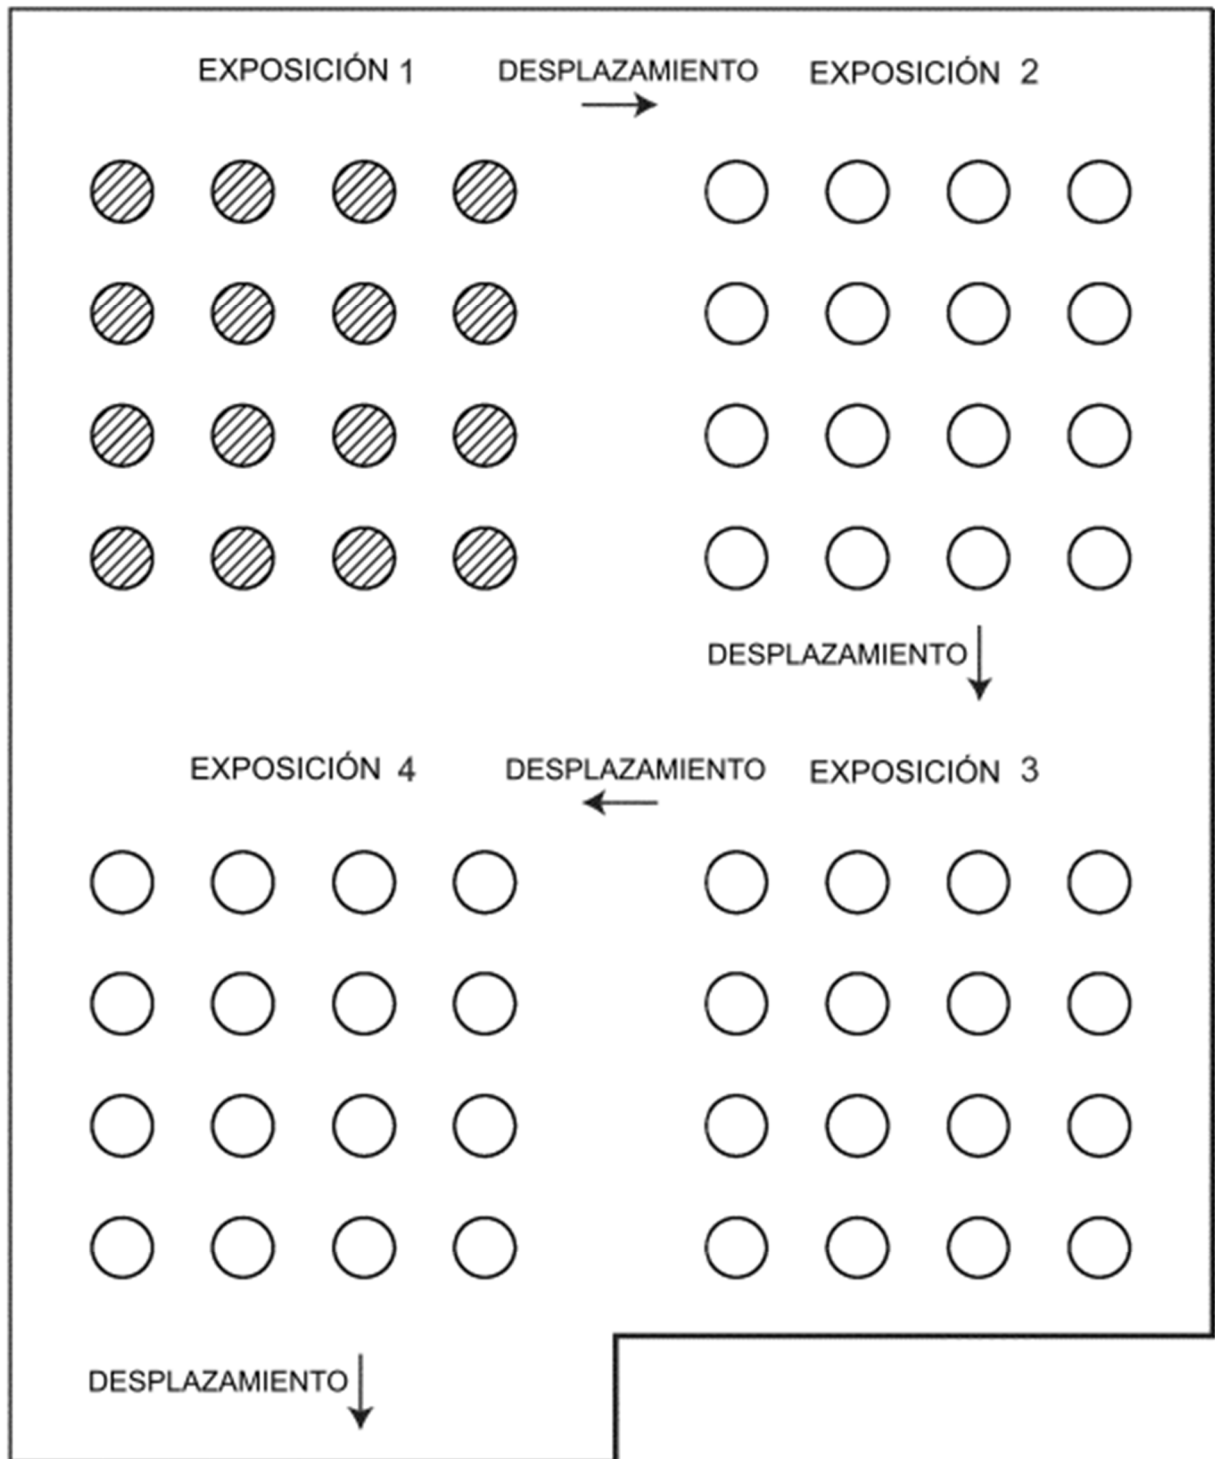 EXPOSICIÓN 1 DESPLAZAMIENTO EXPOSICIÓN 2
DESPLAZAMIENTO
EXPOSICIÓN 4 DESPLAZAMIENTO EXPOSICIÓN 3
DESPLAZAMIENTO